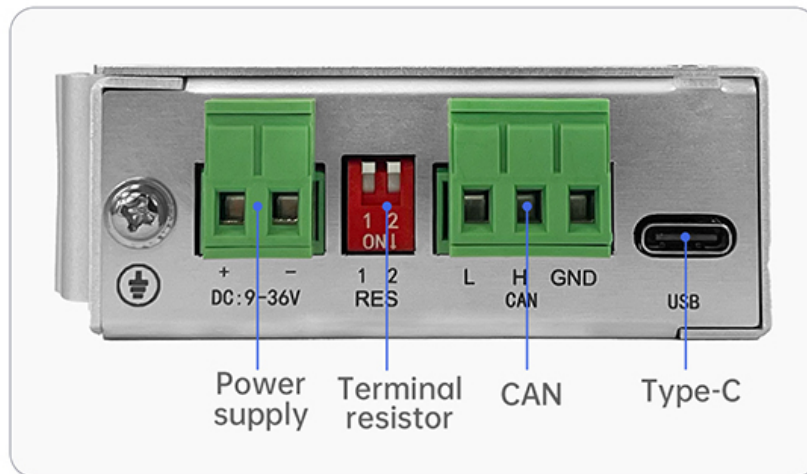 1 2
ON↓
+ -
DC:9-36V
1 2
RES
L H GND
CAN
USB
Power
supply
Terminal
resistor
CAN
Type-C